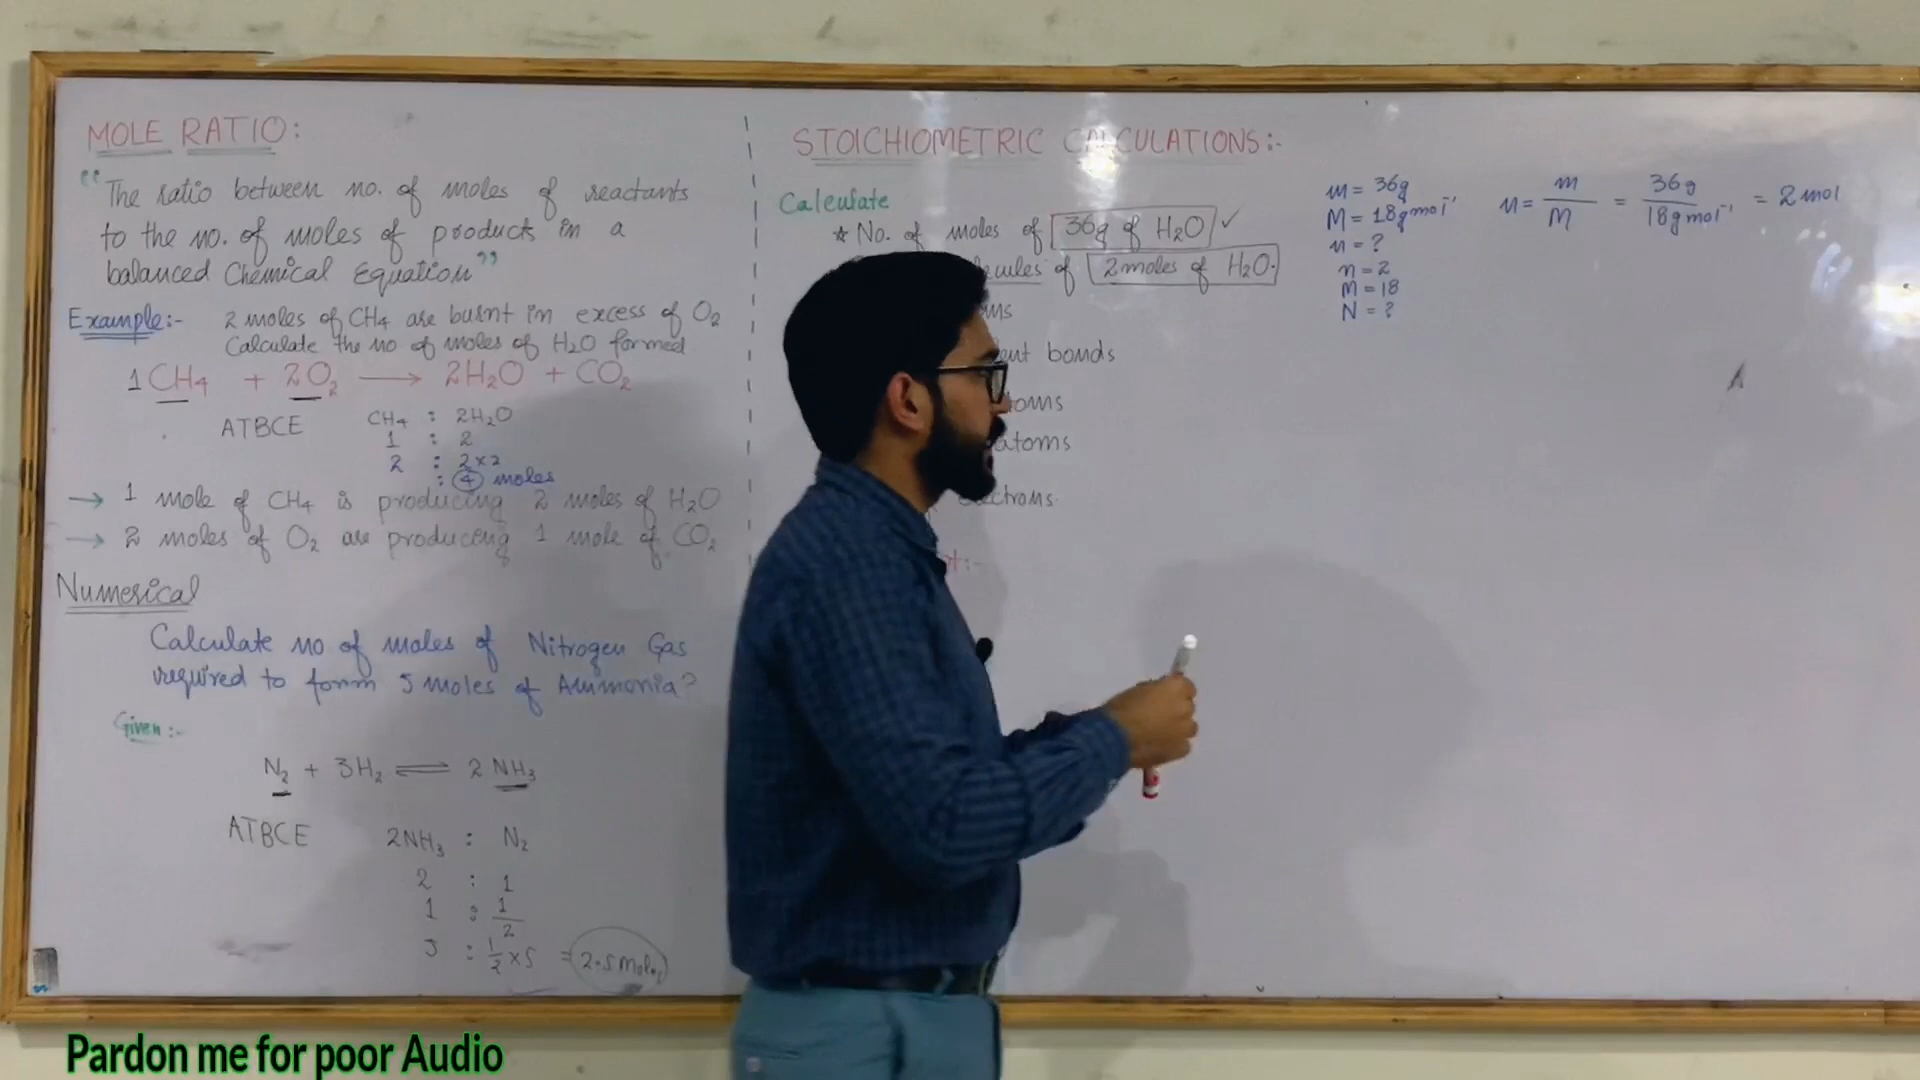 MOLE RATIO:
“The ratio between no. of moles of reactants
to the no. of moles of products in a
balanced Chemical Equation”
Example:- 2 moles of CH₄ are burnt in excess of O₂
Calculate the no of moles of H₂O formed
1 CH₄ + 2O₂ → 2H₂O + CO₂
ATBCE CH₄ : 2H₂O
1 : 2
2 : 2×2
: 4 moles
→ 1 mole of CH₄ is producing 2 moles of H₂O
→ 2 moles of O₂ are producing 1 mole of CO₂
Numerical
Calculate no of moles of Nitrogen Gas
required to form 5 moles of Ammonia?
Given:-
N₂ + 3H₂ ⇌ 2 NH₃
ATBCE 2NH₃ : N₂
2 : 1
1 : 1/2
5 : 1/2 × 5 = 2.5 moles
STOICHIOMETRIC CALCULATIONS:-
Calculate
* No. of moles of 36g of H₂O ✓
of 2 moles of H₂O.
bonds
atoms
m = 36g
M = 18gmol⁻¹
n = ?
n = 2
M = 18
N = ?
n = m/M = 36g/18gmol⁻¹ = 2 mol
Pardon me for poor Audio